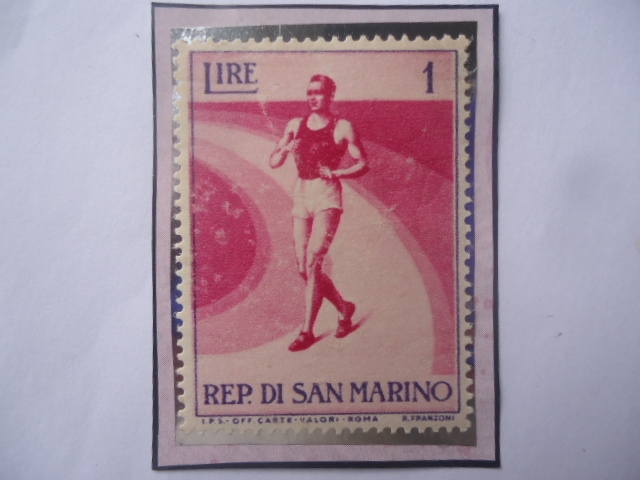 LIRE 1
REP. DI SAN MARINO
I.P.S.-OFF. CARTE-VALORI-ROMA R. FRANZONI